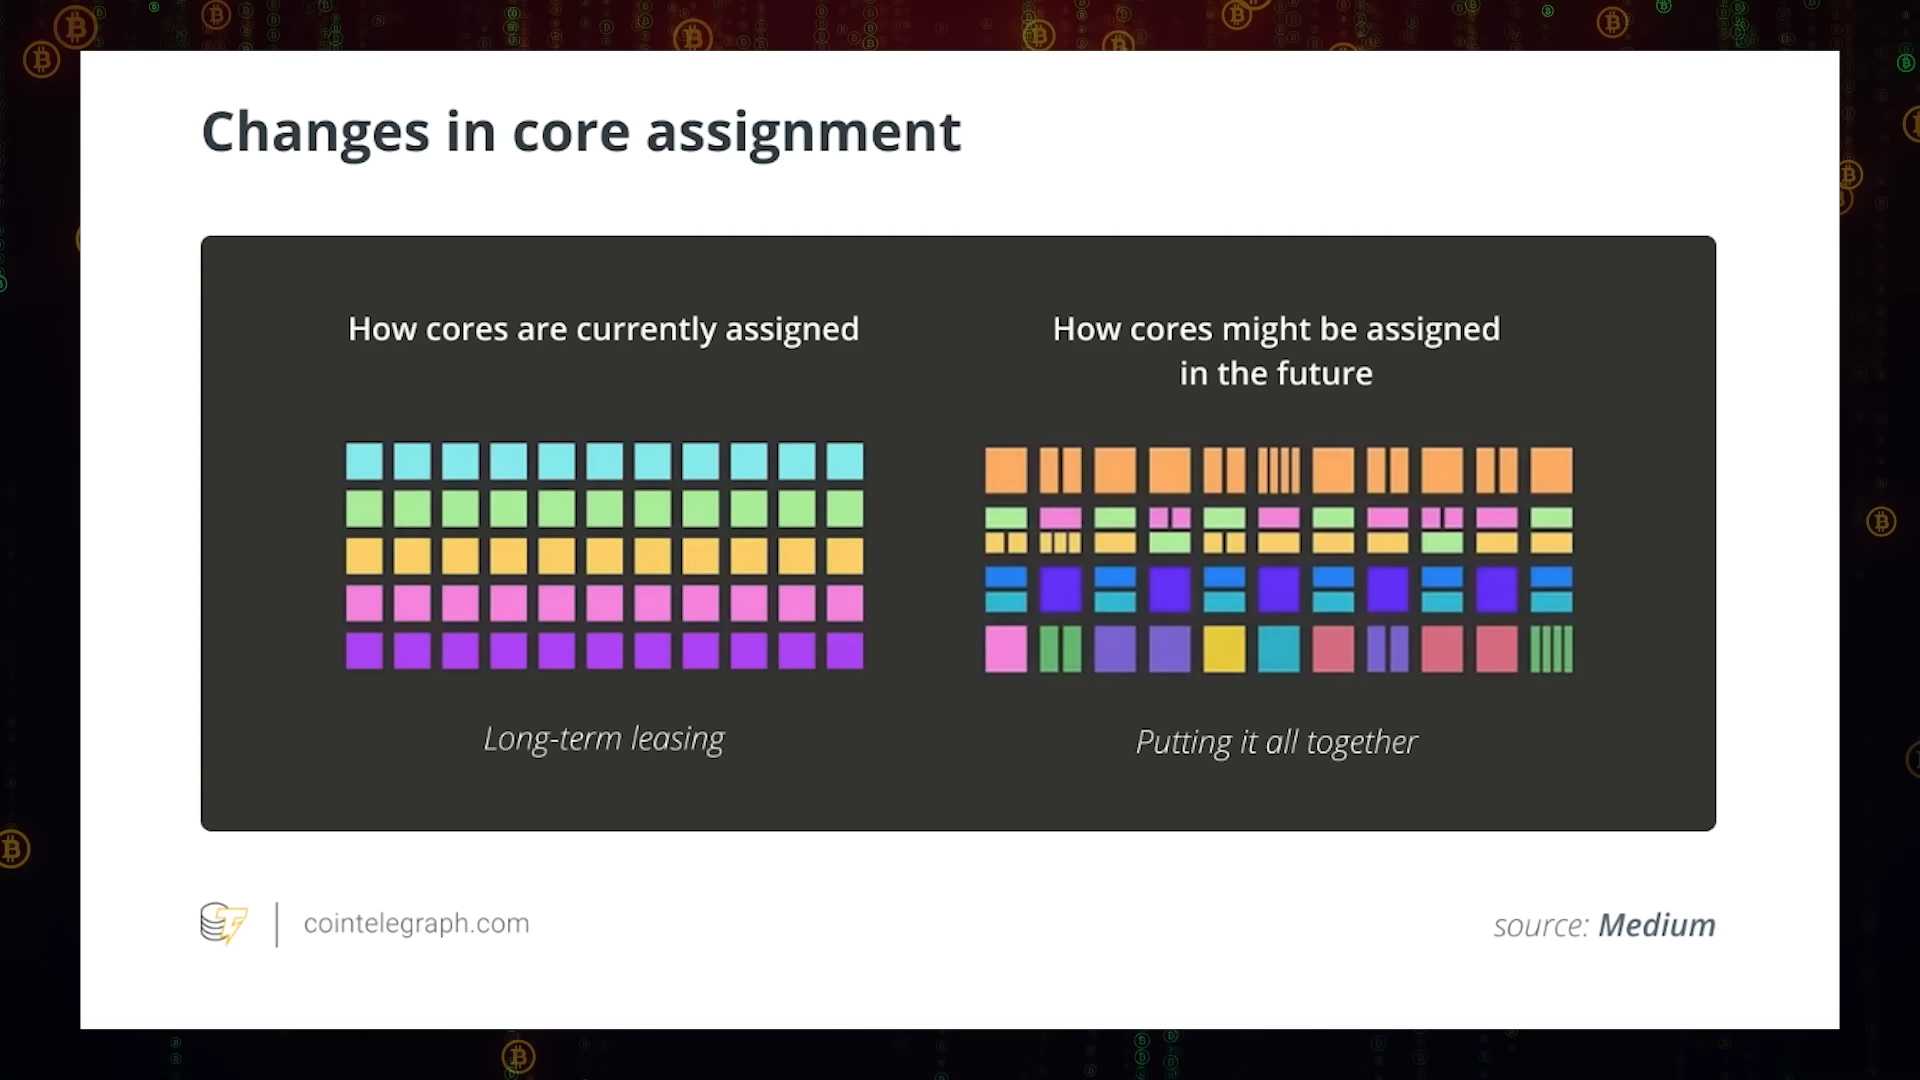 Changes in core assignment
How cores are currently assigned
How cores might be assigned
in the future
Long-term leasing
Putting it all together
cointelegraph.com
source: Medium